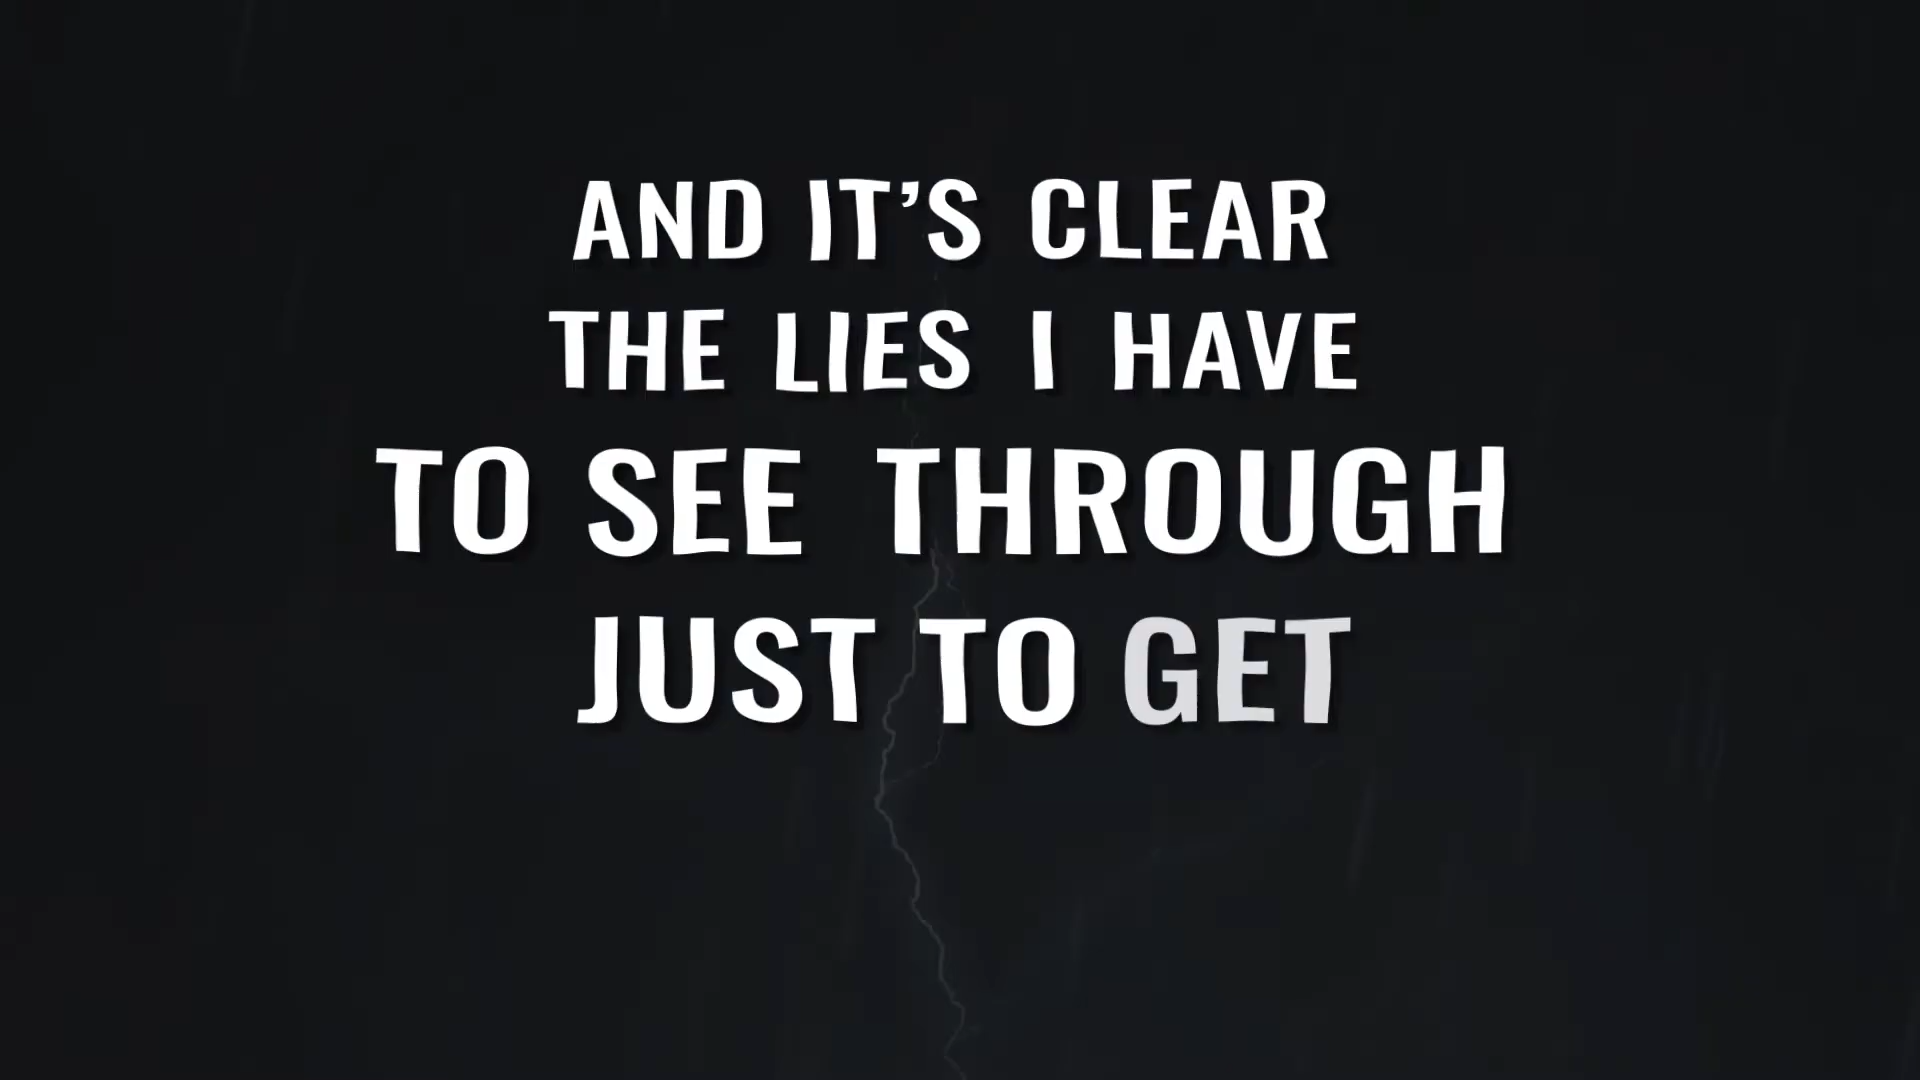 AND IT’S CLEAR
THE LIES I HAVE
TO SEE THROUGH
JUST TO GET